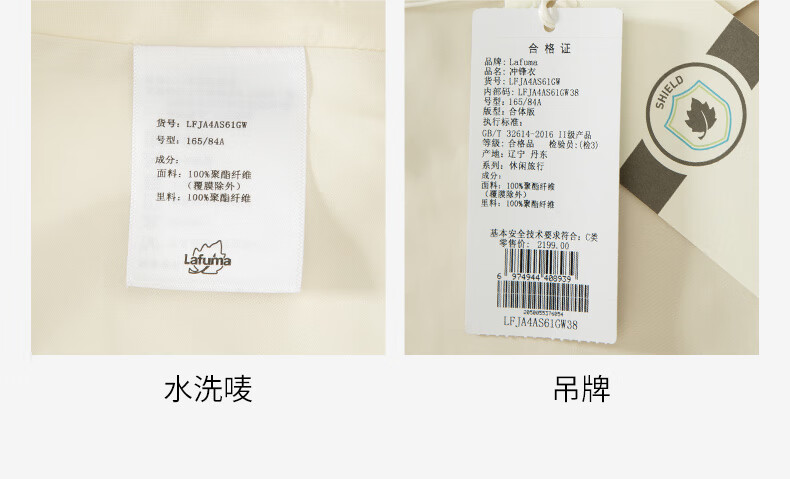 货号：LFJA4AS61GW
号型：165/84A
成分：
面料：100%聚酯纤维
（覆膜除外）
里料：100%聚酯纤维
Lafuma
水洗唛
合格证
品牌：Lafuma
品名：冲锋衣
货号：LFJA4AS61GW
内部码：LFJA4AS61GW38
号型：165/84A
版型：合体版
执行标准：
GB/T 32614-2016 II级产品
等级：合格品 检验员:(检3)
产地：辽宁 丹东
系列：休闲旅行
成分：
面料：100%聚酯纤维
（覆膜除外）
里料：100%聚酯纤维
基本安全技术要求符合：C类
零售价：2199.00
6 974944 408939
2050055376054
LFJA4AS61GW38
SHIELD
吊牌